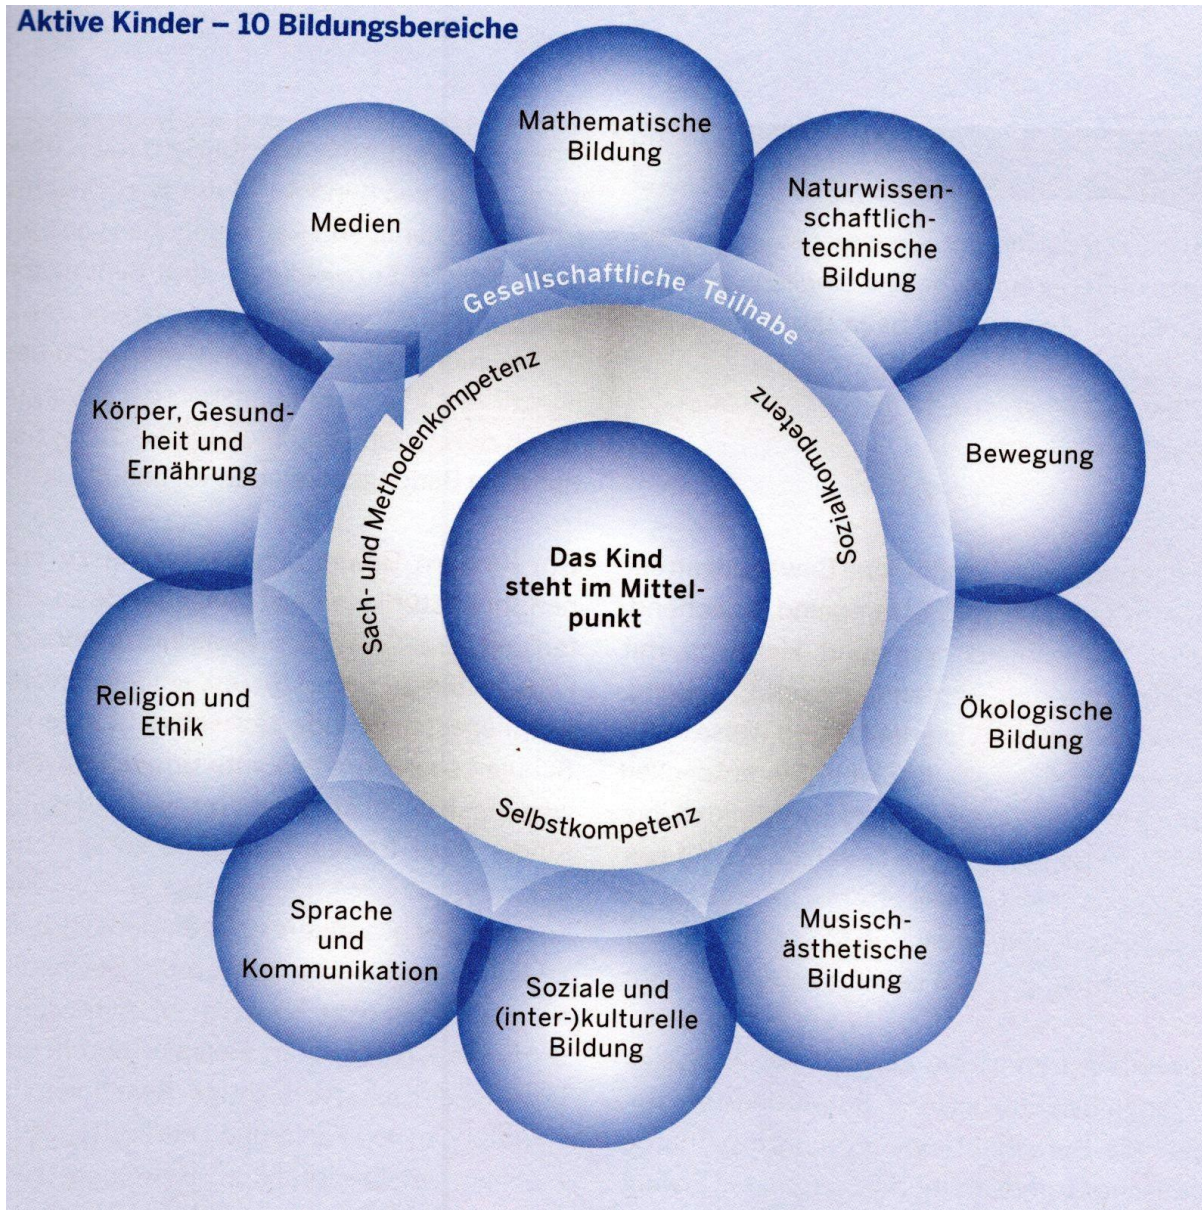 Aktive Kinder – 10 Bildungsbereiche
Mathematische
Bildung
Naturwissen-
schaftlich-
technische
Bildung
Bewegung
Ökologische
Bildung
Musisch-
ästhetische
Bildung
Soziale und
(inter-)kulturelle
Bildung
Sprache
und
Kommunikation
Religion und
Ethik
Körper, Gesund-
heit und
Ernährung
Medien
Gesellschaftliche Teilhabe
Sach- und Methodenkompetenz
Sozialkompetenz
Selbstkompetenz
Das Kind
steht im Mittel-
punkt